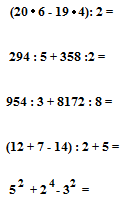 (20 • 6 - 19 • 4): 2 =
294 : 5 + 358 :2 =
954 : 3 + 8172 : 8 =
(12 + 7 - 14) : 2 + 5 =
5² + 2⁴ - 3² =